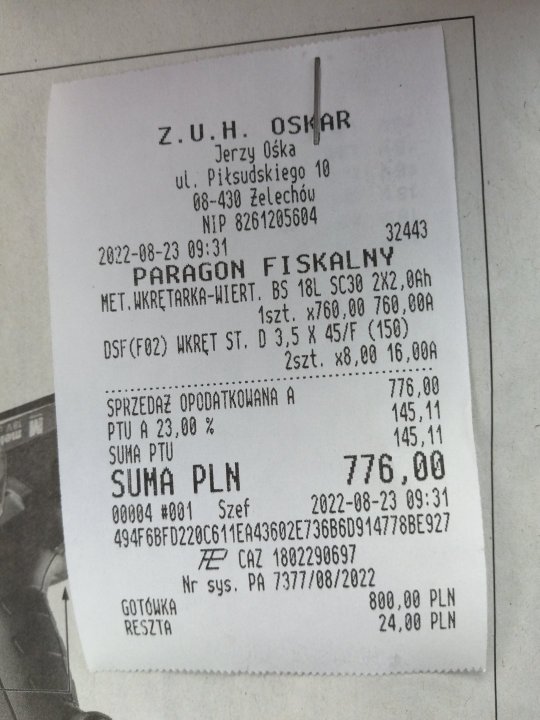 Z.U.H. OSKAR
Jerzy Ośka
ul. Piłsudskiego 10
08-430 Żelechów
NIP 8261205604
2022-08-23 09:31 32443
PARAGON FISKALNY
MET.WKRĘTARKA-WIERT. BS 18L SC30 2X2,0Ah
1szt. x760,00 760,00A
DSF(F02) WKRĘT ST. D 3,5 X 45/F (150)
2szt. x8,00 16,00A
SPRZEDAŻ OPODATKOWANA A 776,00
PTU A 23,00 % 145,11
SUMA PTU 145,11
SUMA PLN 776,00
00004 #001 Szef 2022-08-23 09:31
494F6BFD220C611EA43602E736B6D914778BE927
CAZ 1802290697
Nr sys. PA 7377/08/2022
GOTÓWKA 800,00 PLN
RESZTA 24,00 PLN